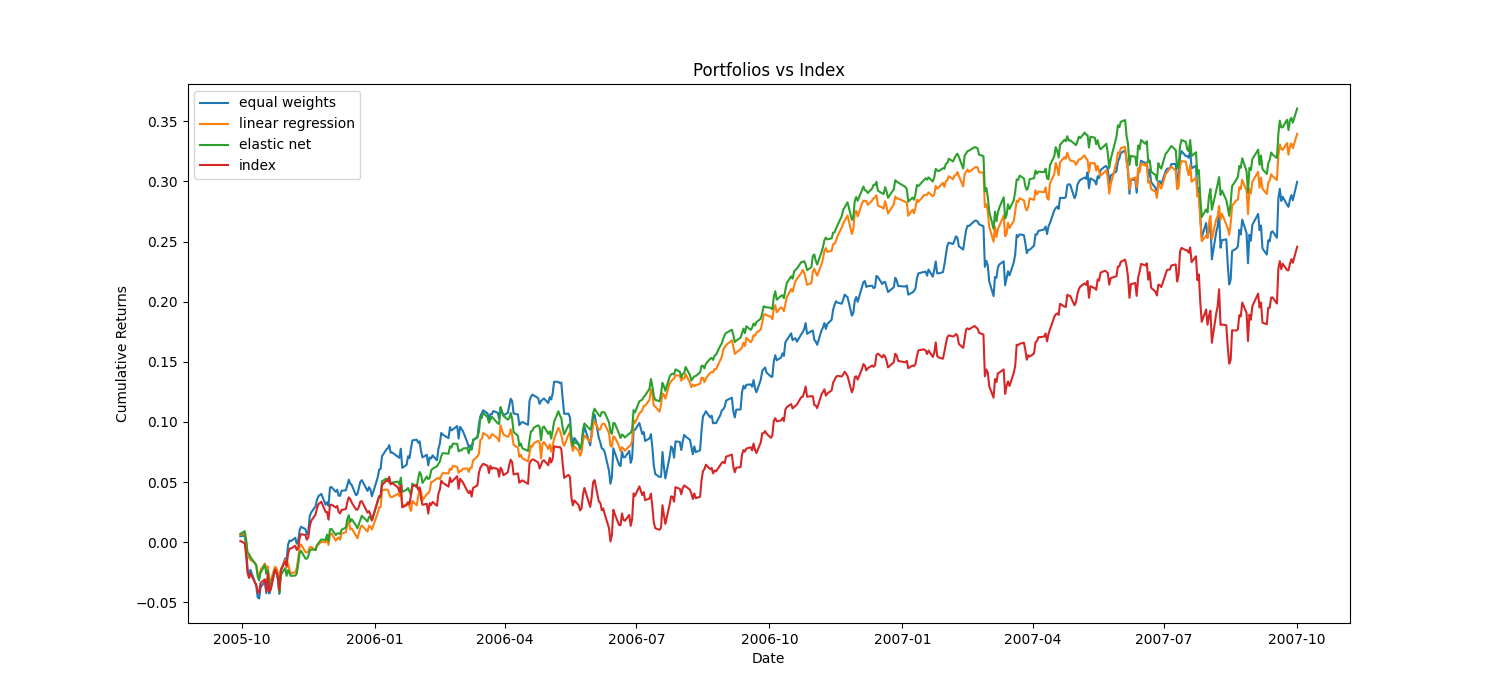 Portfolios vs Index
equal weights
linear regression
elastic net
index
Cumulative Returns
0.35
0.30
0.25
0.20
0.15
0.10
0.05
0.00
−0.05
2005-10 2006-01 2006-04 2006-07 2006-10 2007-01 2007-04 2007-07 2007-10
Date